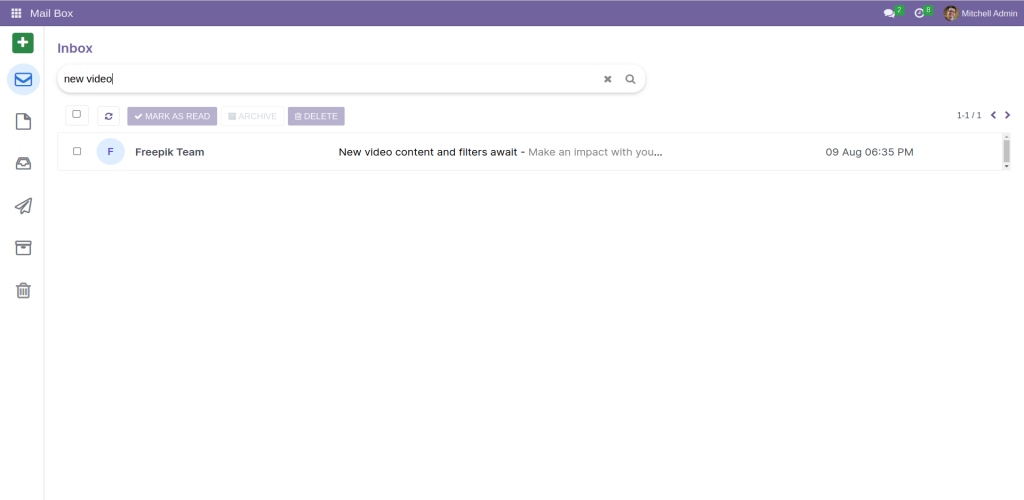 Mail Box 2 8 Mitchell Admin
Inbox
new video
MARK AS READ ARCHIVE DELETE 1-1 / 1
F Freepik Team New video content and filters await - Make an impact with you... 09 Aug 06:35 PM